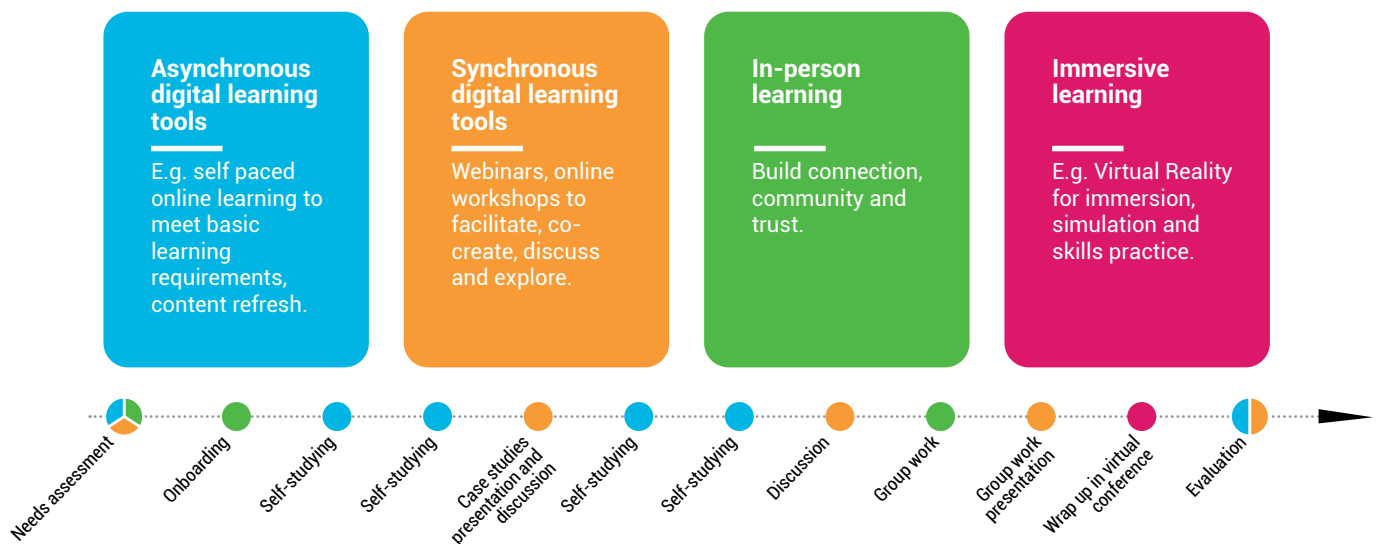 Asynchronous
digital learning
tools
E.g. self paced
online learning to
meet basic
learning
requirements,
content refresh.
Synchronous
digital learning
tools
Webinars, online
workshops to
facilitate, co-
create, discuss
and explore.
In-person
learning
Build connection,
community and
trust.
Immersive
learning
E.g. Virtual Reality
for immersion,
simulation and
skills practice.
Needs assessment
Onboarding
Self-studying
Self-studying
Case studies
presentation and
discussion
Self-studying
Self-studying
Discussion
Group work
Group work
presentation
Wrap up in virtual
conference
Evaluation